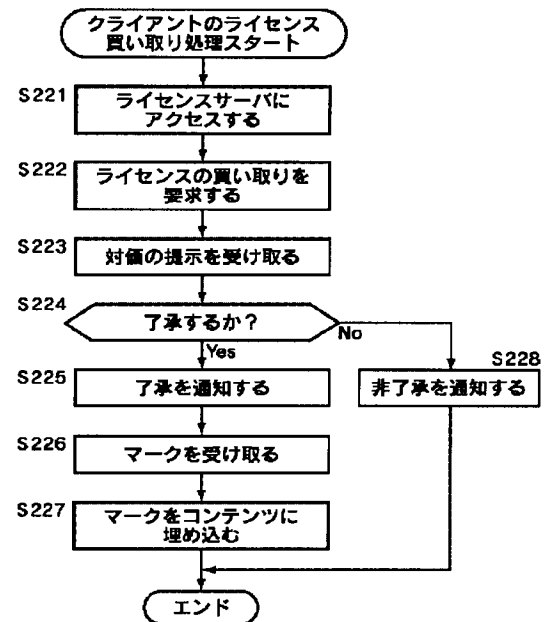 クライアントのライセンス
買い取り処理スタート
S221
ライセンスサーバに
アクセスする
S222
ライセンスの買い取りを
要求する
S223
対価の提示を受け取る
S224
了承するか？
No
Yes
S225
了承を通知する
S228
非了承を通知する
S226
マークを受け取る
S227
マークをコンテンツに
埋め込む
エンド